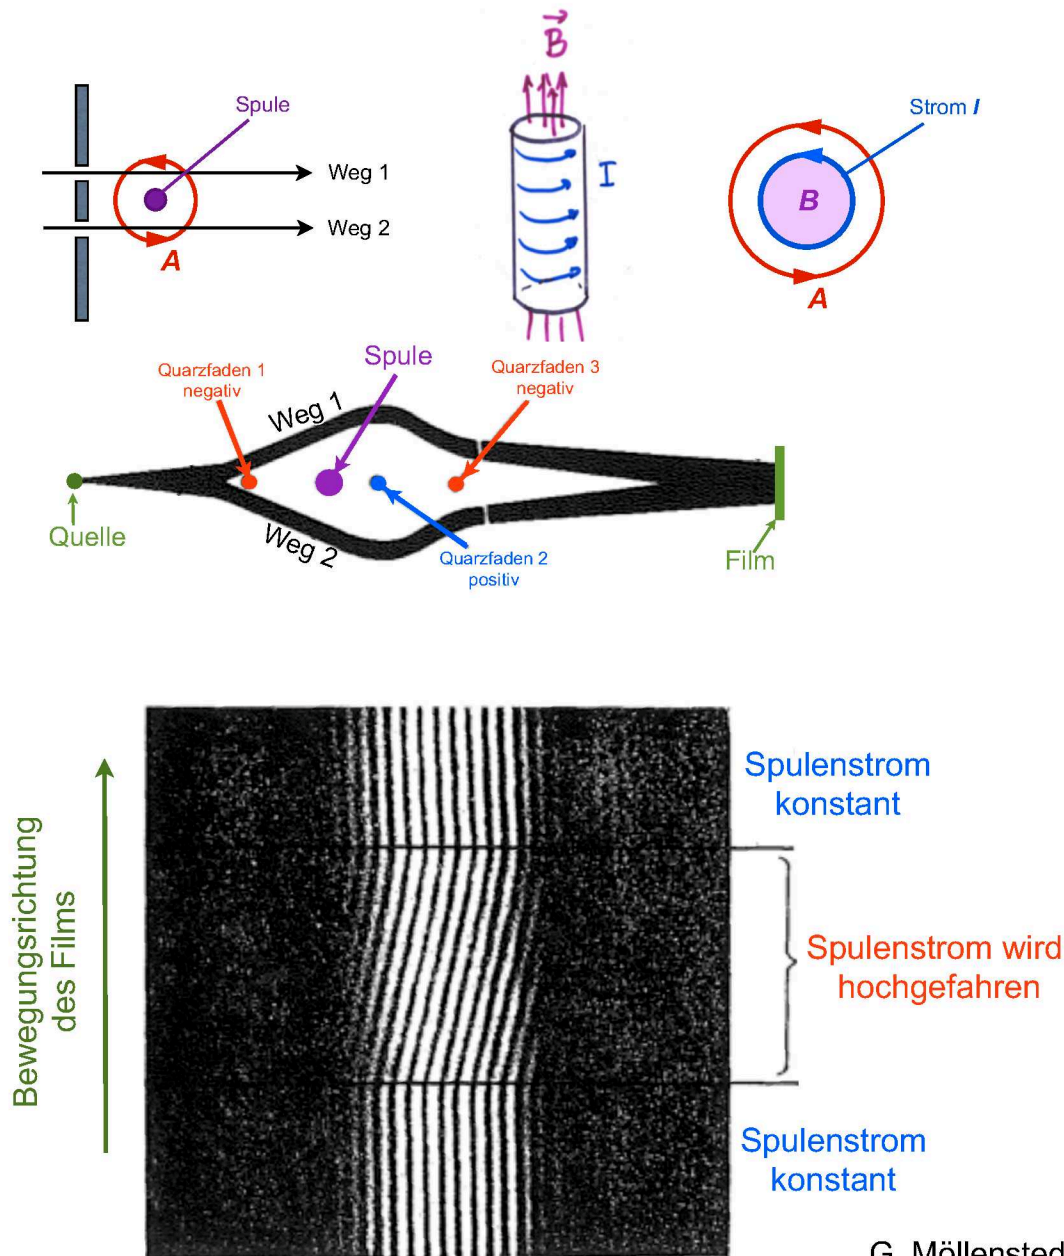 B
Spule
Weg 1
Weg 2
A
I
Strom I
B
A
Quarzfaden 1
negativ
Spule
Quarzfaden 3
negativ
Weg 1
Quelle
Weg 2
Quarzfaden 2
positiv
Film
Bewegungsrichtung
des Films
Spulenstrom
konstant
Spulenstrom wird
hochgefahren
Spulenstrom
konstant
G. Möllensted